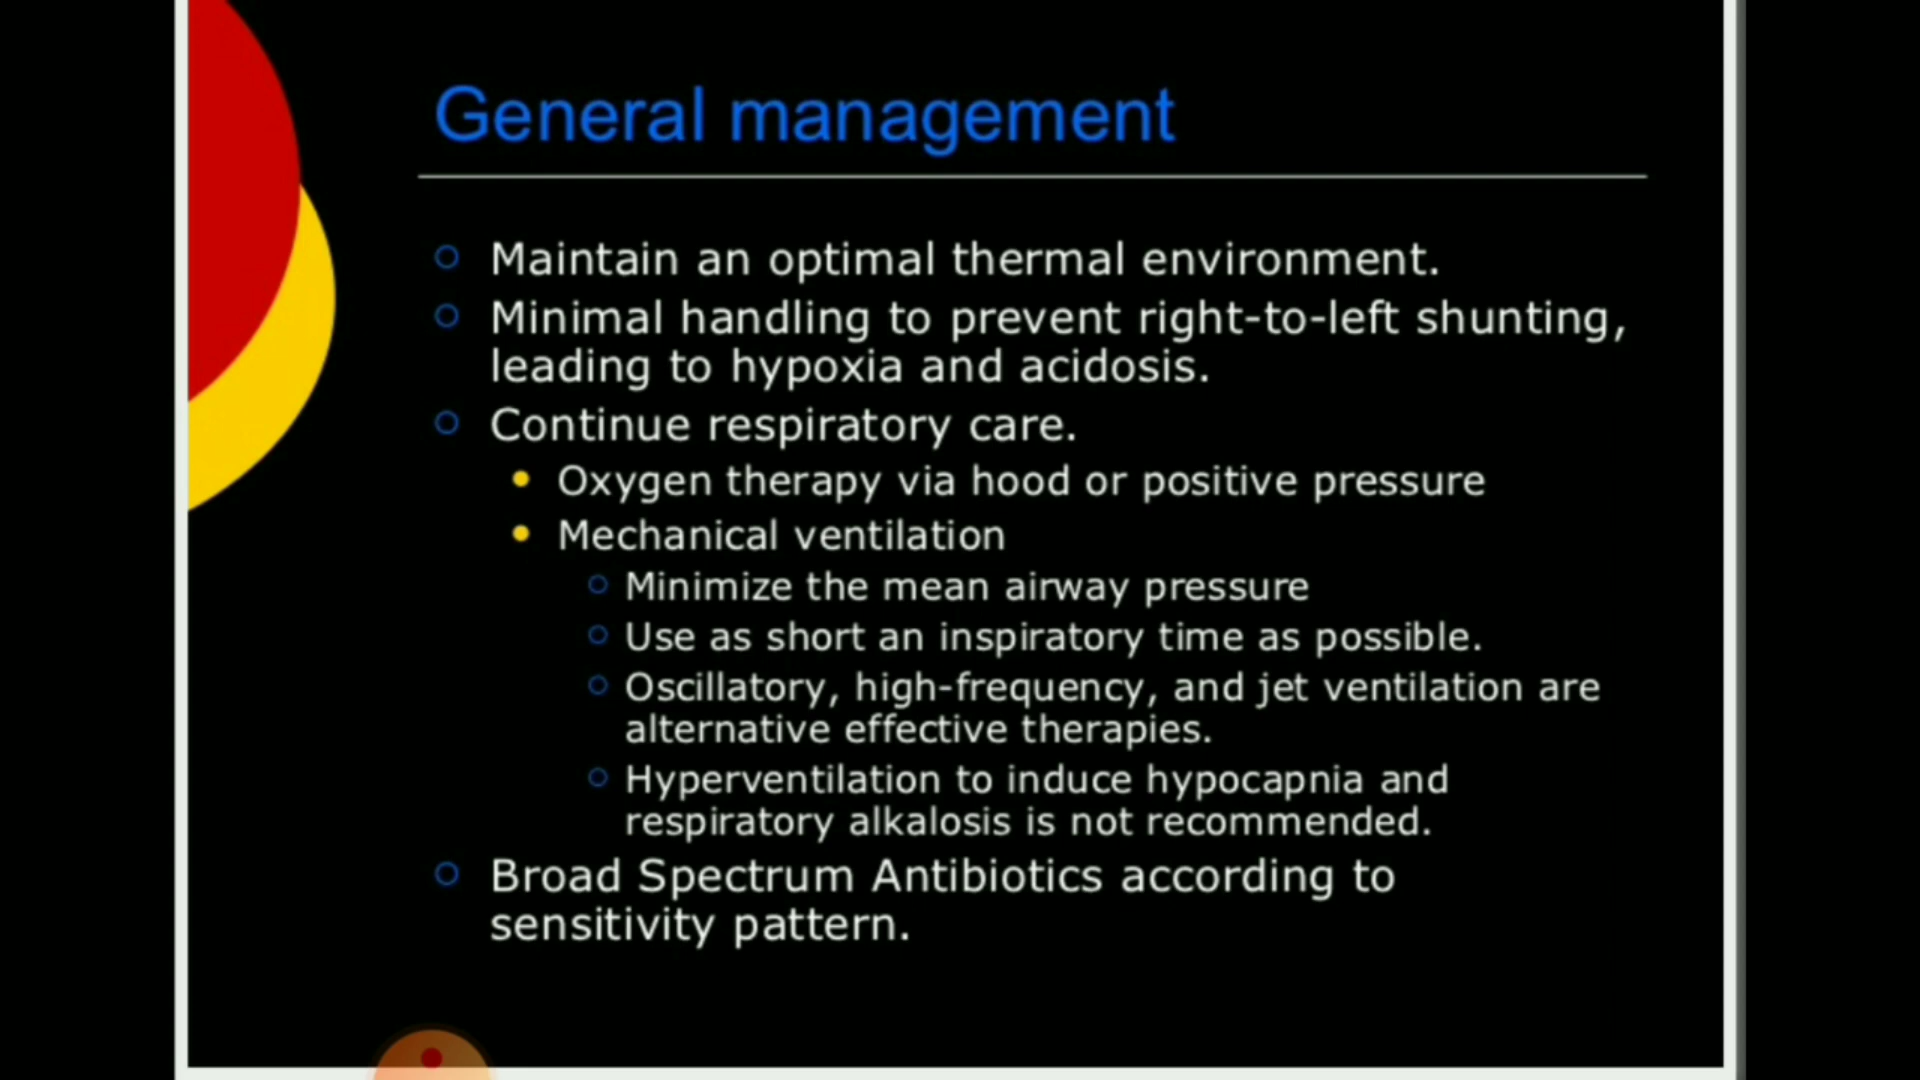 General management
Maintain an optimal thermal environment.
Minimal handling to prevent right-to-left shunting,
leading to hypoxia and acidosis.
Continue respiratory care.
Oxygen therapy via hood or positive pressure
Mechanical ventilation
Minimize the mean airway pressure
Use as short an inspiratory time as possible.
Oscillatory, high-frequency, and jet ventilation are
alternative effective therapies.
Hyperventilation to induce hypocapnia and
respiratory alkalosis is not recommended.
Broad Spectrum Antibiotics according to
sensitivity pattern.